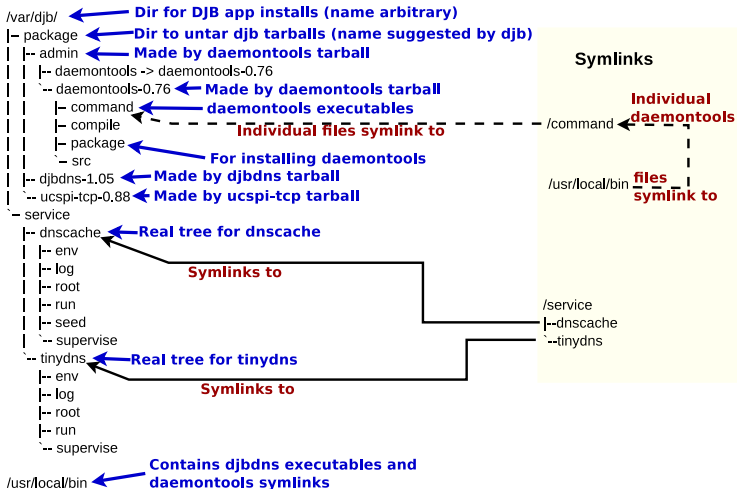 /var/djb/ Dir for DJB app installs (name arbitrary)
|– package Dir to untar djb tarballs (name suggested by djb)
| |-- admin Made by daemontools tarball
| | |-- daemontools -> daemontools-0.76
| | `-- daemontools-0.76 Made by daemontools tarball
| | |– command daemontools executables
| | |– compile
| | |– package
| | `– src For installing daemontools
| |-- djbdns-1.05 Made by djbdns tarball
| `-- ucspi-tcp-0.88 Made by ucspi-tcp tarball
`– service
|-- dnscache Real tree for dnscache
| |-- env
| |-- log
| |-- root
| |-- run
| |-- seed
| `-- supervise
`-- tinydns Real tree for tinydns
|-- env
|-- log
|-- root
|-- run
`-- supervise
/usr/local/bin Contains djbdns executables and
daemontools symlinks
Individual files symlink to
Symlinks to
Symlinks to
Symlinks
Individual
daemontools
/command
/usr/local/bin files
symlink to
/service
|--dnscache
`--tinydns